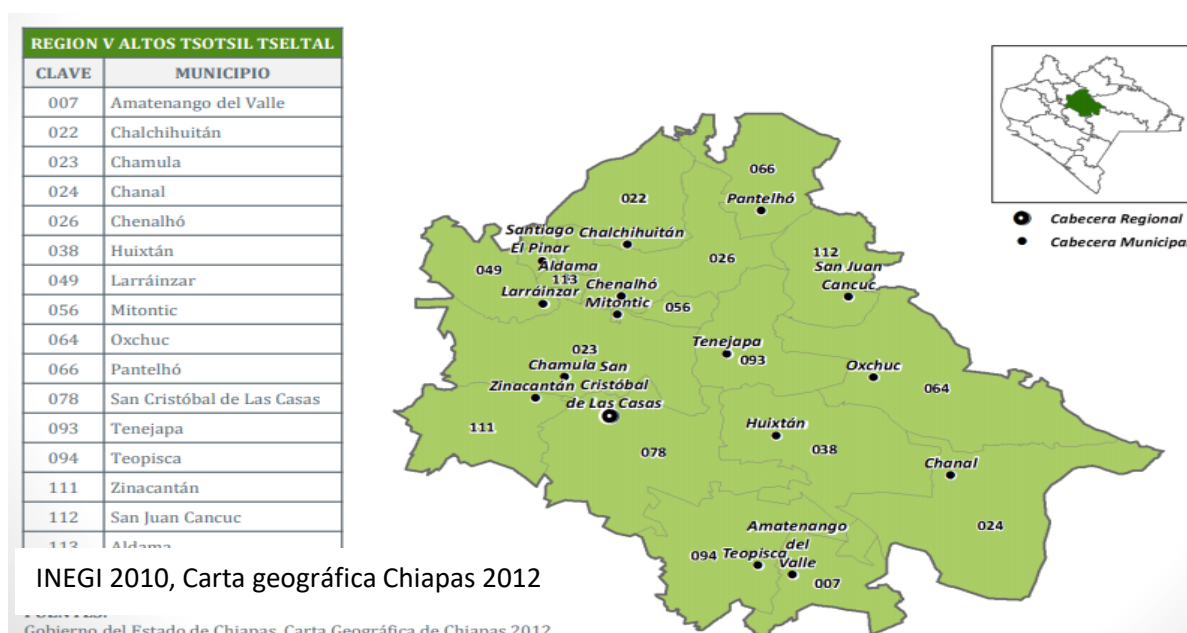 REGION V ALTOS TSOTSIL TSELTAL
CLAVE MUNICIPIO
007 Amatenango del Valle
022 Chalchihuitán
023 Chamula
024 Chanal
026 Chenalhó
038 Huixtán
049 Larráinzar
056 Mitontic
064 Oxchuc
066 Pantelhó
078 San Cristóbal de Las Casas
093 Tenejapa
094 Teopisca
111 Zinacantán
112 San Juan Cancuc
113 Aldama
INEGI 2010, Carta geográfica Chiapas 2012
FUENTES:
Gobierno del Estado de Chiapas. Carta Geográfica de Chiapas 2012
066
Pantelhó
022
Santiago
El Pinar
Chalchihuitán
026
112
San Juan
Cancuc
049
Aldama
113
Larráinzar
Chenalhó
Mitontic
056
Tenejapa
093
023
Chamula
San
Cristóbal
de Las Casas
Zinacantán
Oxchuc
064
111
078
Huixtán
038
Chanal
024
Amatenango
del
Valle
094
Teopisca
007
Cabecera Regional
Cabecera Municipal